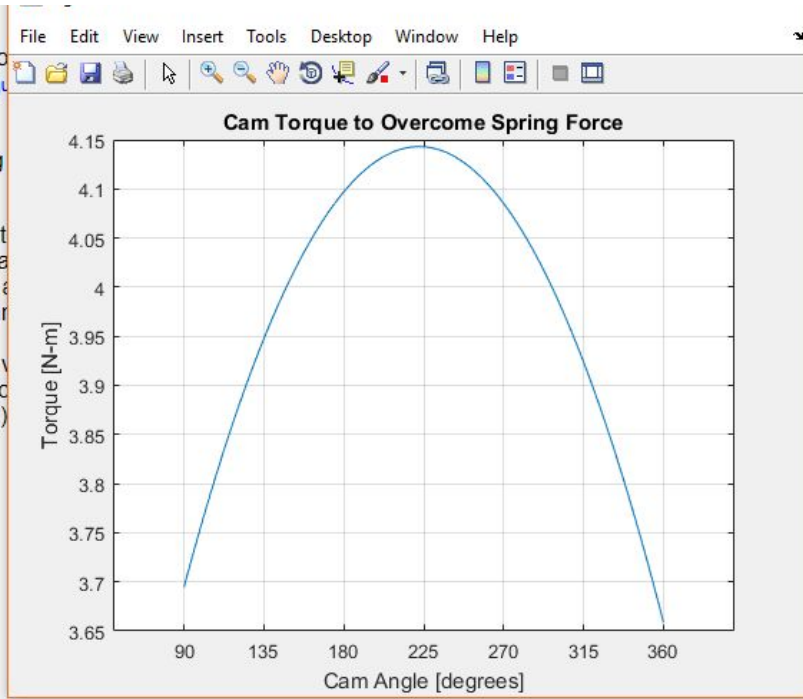 File Edit View Insert Tools Desktop Window Help
Cam Torque to Overcome Spring Force
4.15
4.1
4.05
4
3.95
3.9
3.85
3.8
3.75
3.7
3.65
Torque [N-m]
90 135 180 225 270 315 360
Cam Angle [degrees]